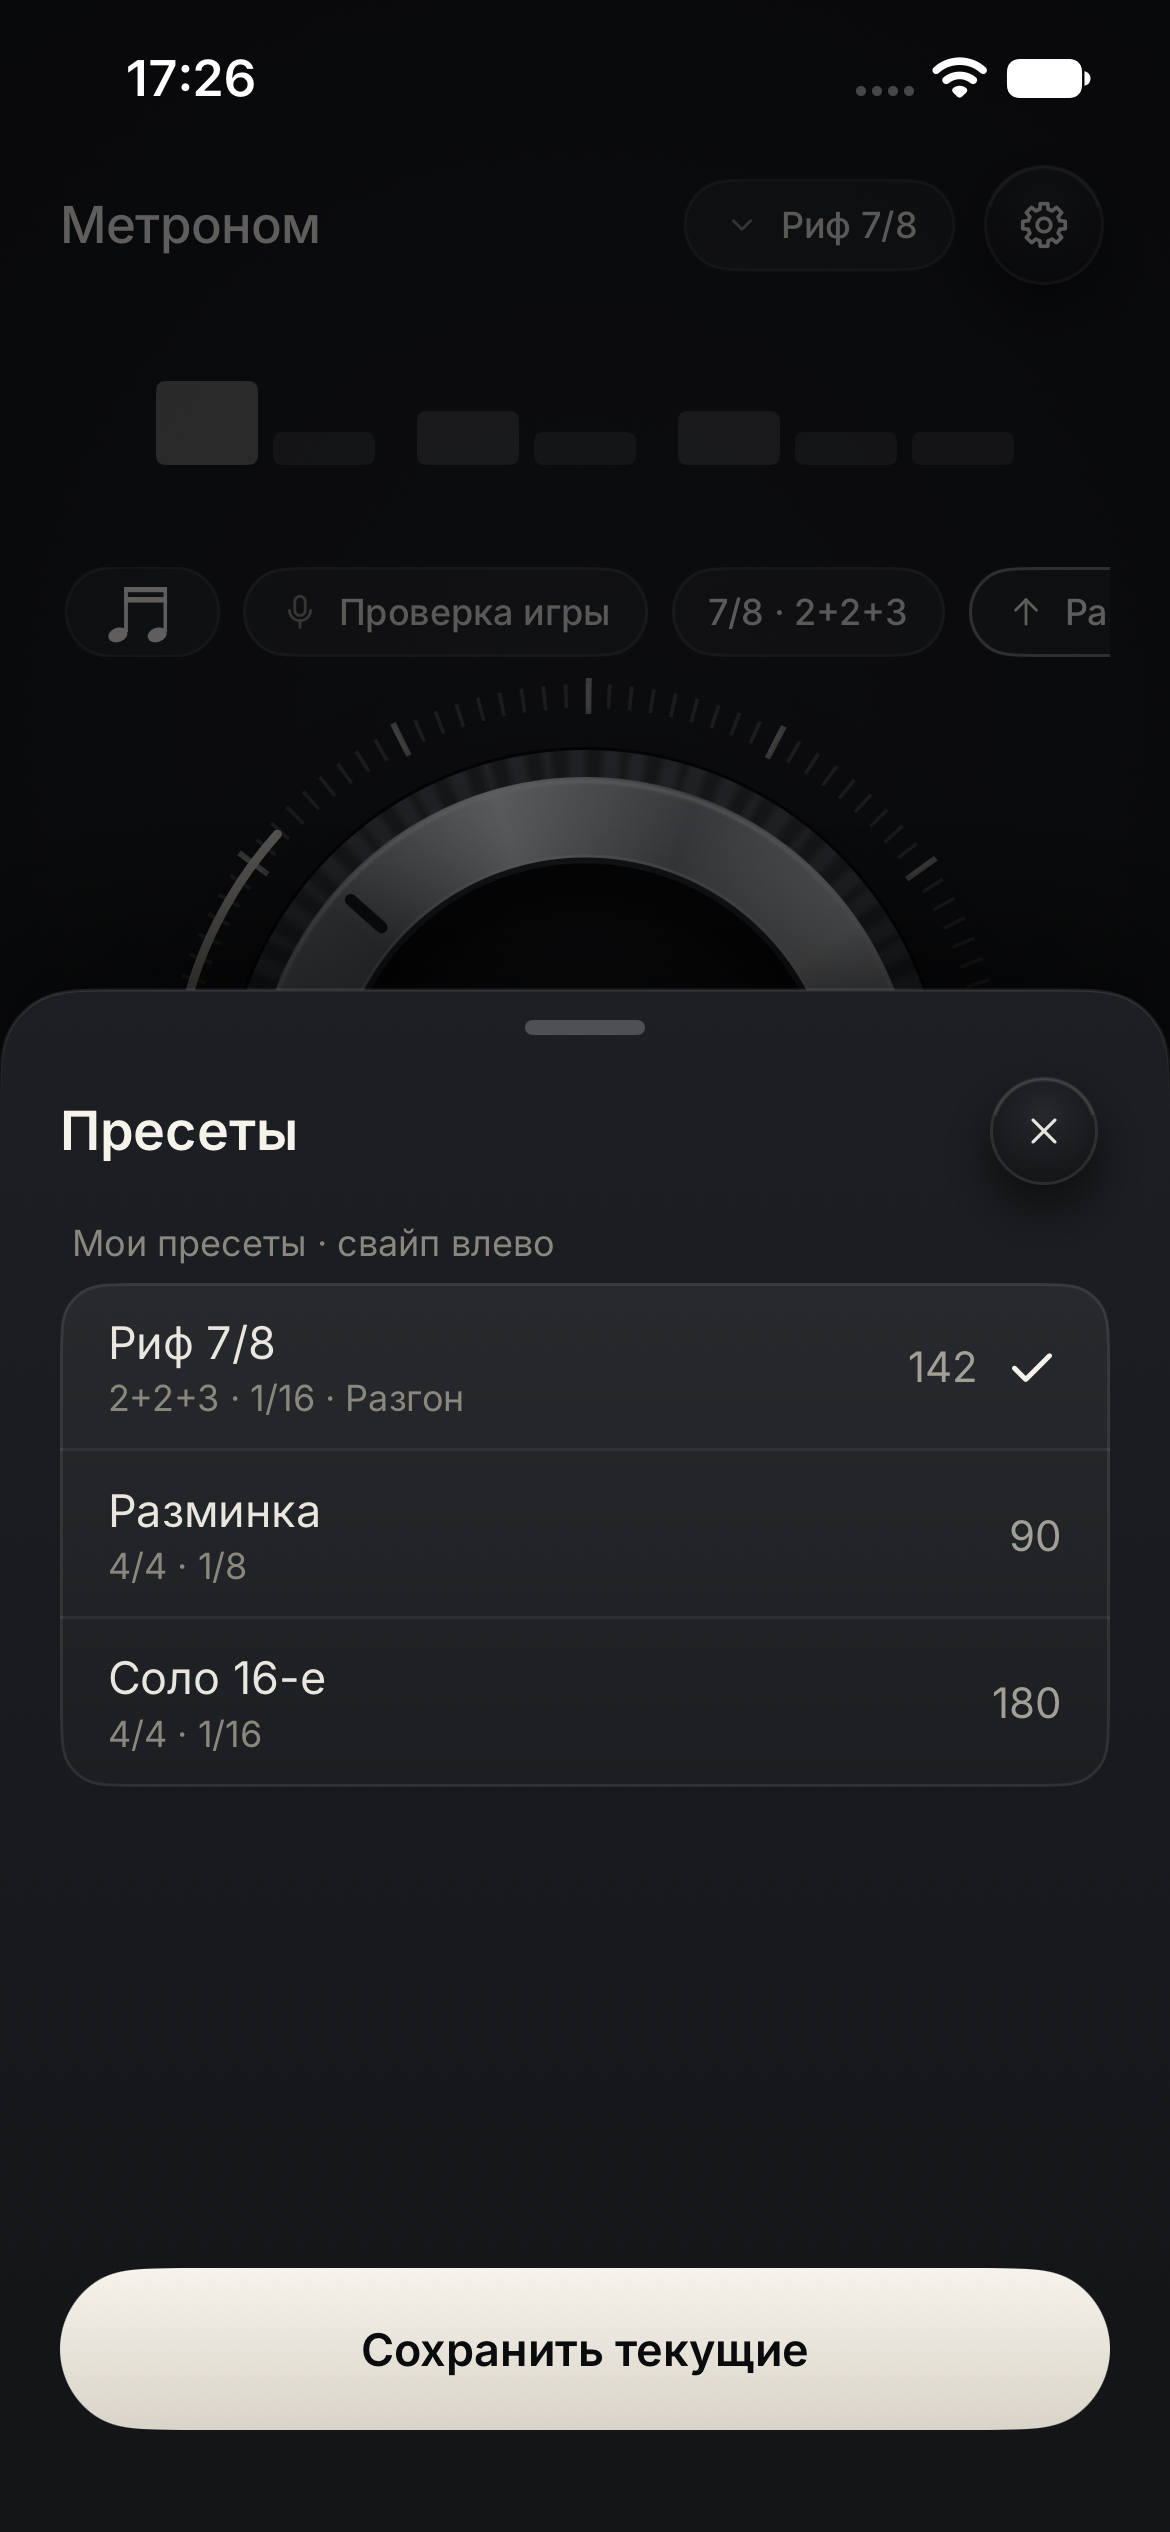 17:26
Метроном
Риф 7/8
Проверка игры
7/8 · 2+2+3
Пресеты
Мои пресеты · свайп влево
Риф 7/8
142
2+2+3 · 1/16 · Разгон
Разминка
90
4/4 · 1/8
Соло 16-е
180
4/4 · 1/16
Сохранить текущие